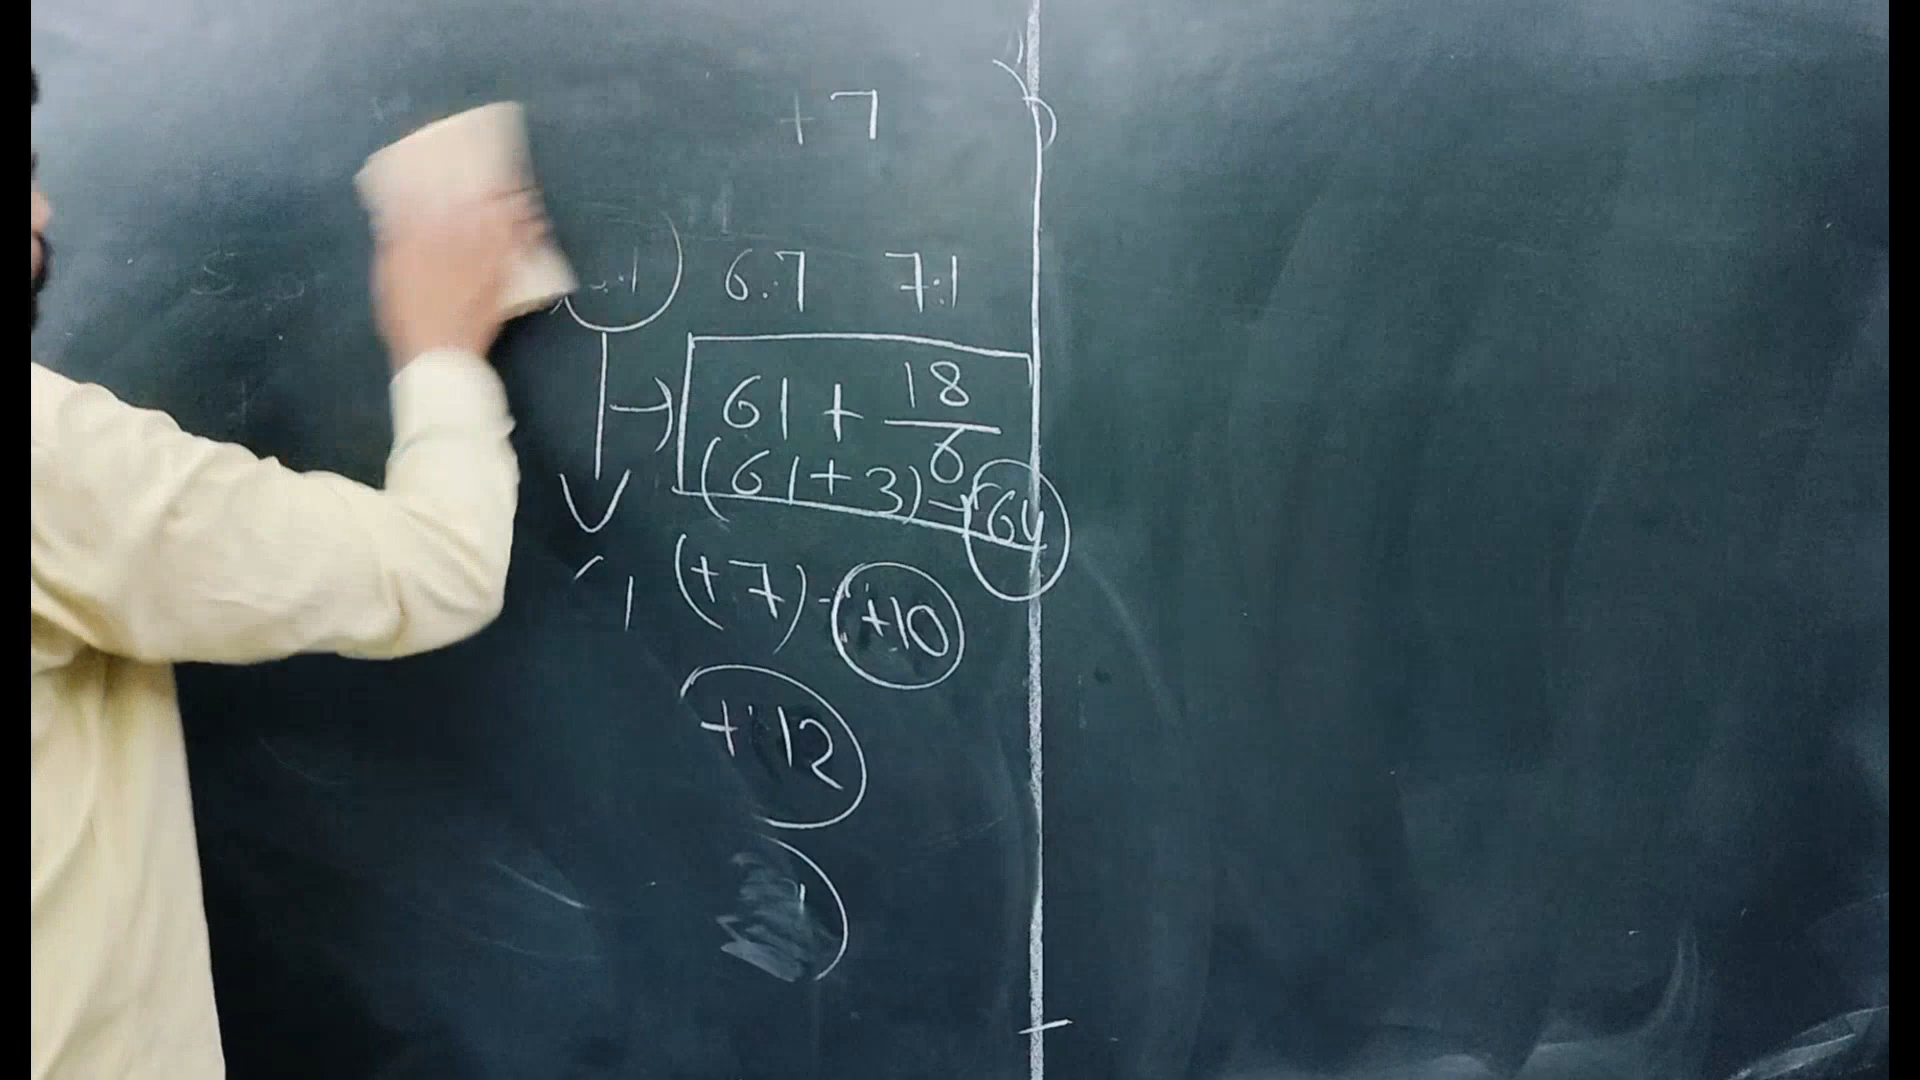 + 7
6.7 7.1
61 + 18/6
(61+3) → 64
(+7) - +10
+ 12